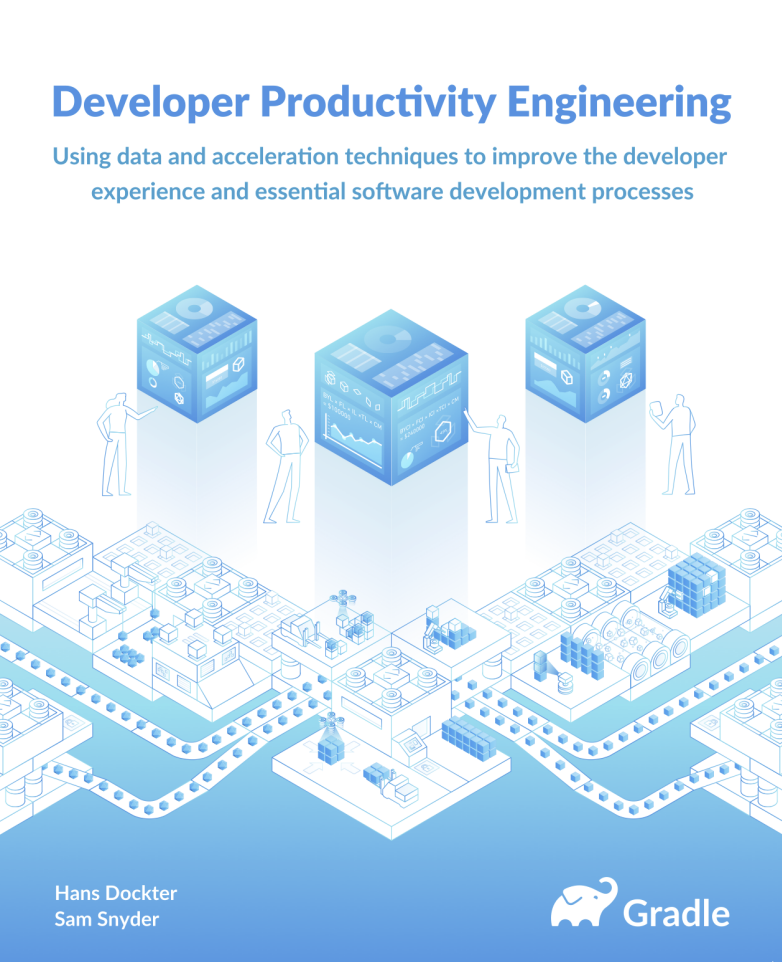 Developer Productivity Engineering
Using data and acceleration techniques to improve the developer
experience and essential software development processes
Hans Dockter
Sam Snyder
Gradle